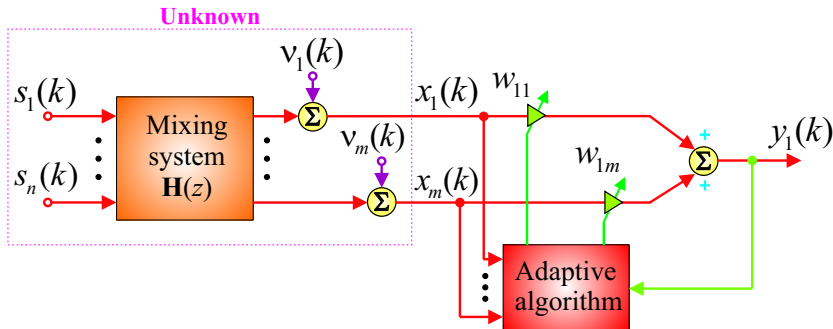 Unknown
ν₁(k)
s₁(k)
x₁(k)
w₁₁
Σ
Mixing
system
H(z)
νₘ(k)
+
y₁(k)
sₙ(k)
xₘ(k)
w₁ₘ
Σ
Σ
+
Adaptive
algorithm